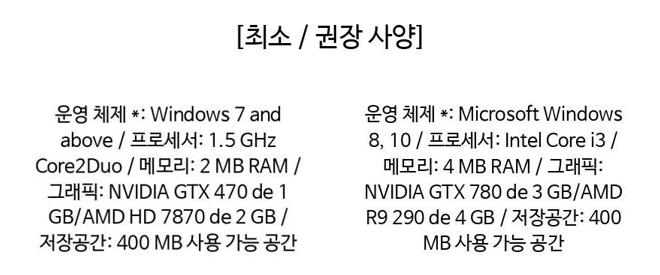 [최소 / 권장 사양]
운영 체제 *: Windows 7 and
above / 프로세서: 1.5 GHz
Core2Duo / 메모리: 2 MB RAM /
그래픽: NVIDIA GTX 470 de 1
GB/AMD HD 7870 de 2 GB /
저장공간: 400 MB 사용 가능 공간
운영 체제 *: Microsoft Windows
8, 10 / 프로세서: Intel Core i3 /
메모리: 4 MB RAM / 그래픽:
NVIDIA GTX 780 de 3 GB/AMD
R9 290 de 4 GB / 저장공간: 400
MB 사용 가능 공간